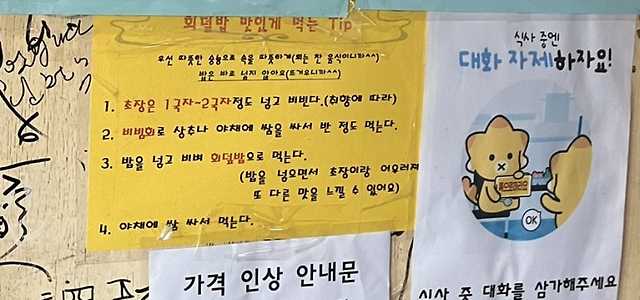 회덮밥 맛있게 먹는 Tip
우선 따뜻한 숭늉으로 속을 따뜻하게(회는 찬 음식이니까^^)
밥은 바로 넣지 않아요(뜨거우니까^^)
1. 초장은 1국자~2국자정도 넣고 비빈다.(취향에 따라)
2. 비빔회로 상추나 야채에 쌈을 싸서 반 정도 먹는다.
3. 밥을 넣고 비벼 회덮밥으로 먹는다.
(밥을 넣으면서 초장이랑 어우러져
또 다른 맛을 느낄 수 있어요)
4. 야채에 쌈 싸서 먹는다.
가격 인상 안내문
식사 중엔
대화 자제하자요!
OK
식사 중 대화를 삼가해주세요